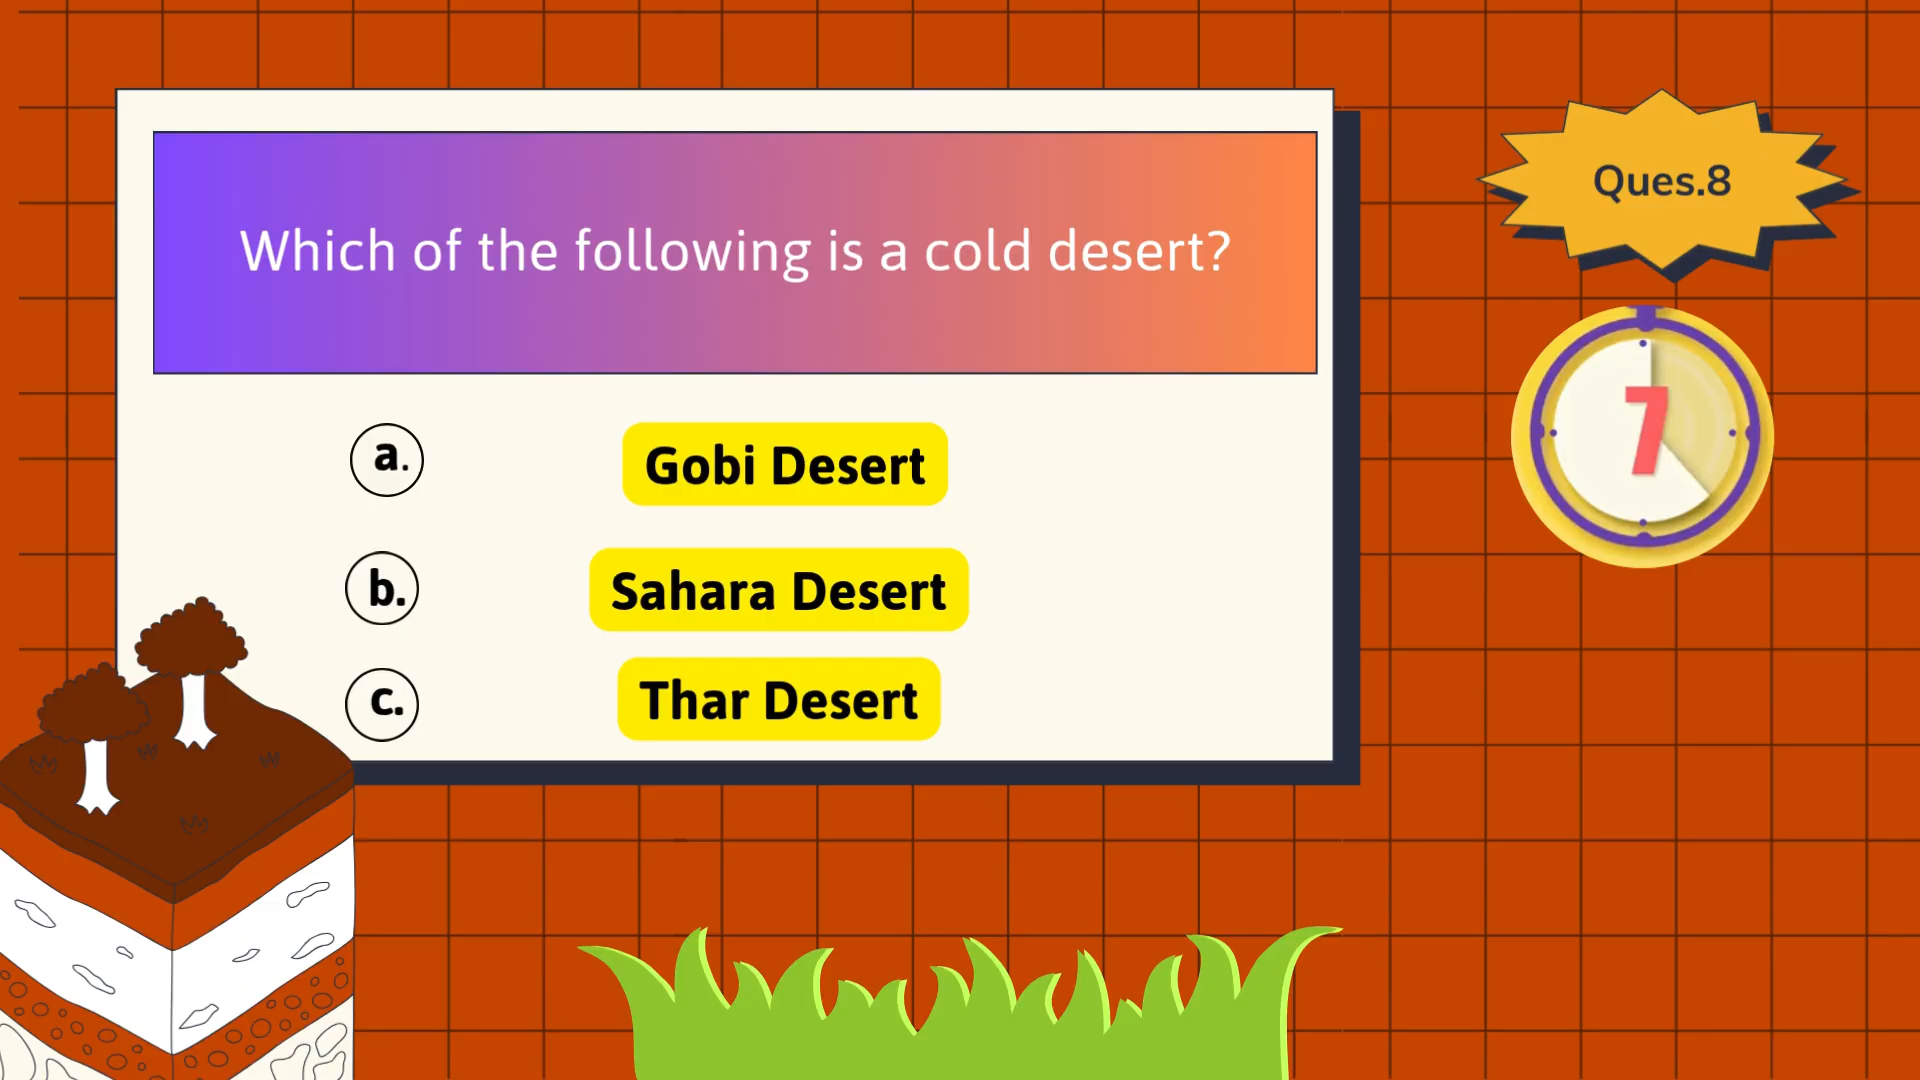 Which of the following is a cold desert?
Ques.8
7
a. Gobi Desert
b. Sahara Desert
c. Thar Desert